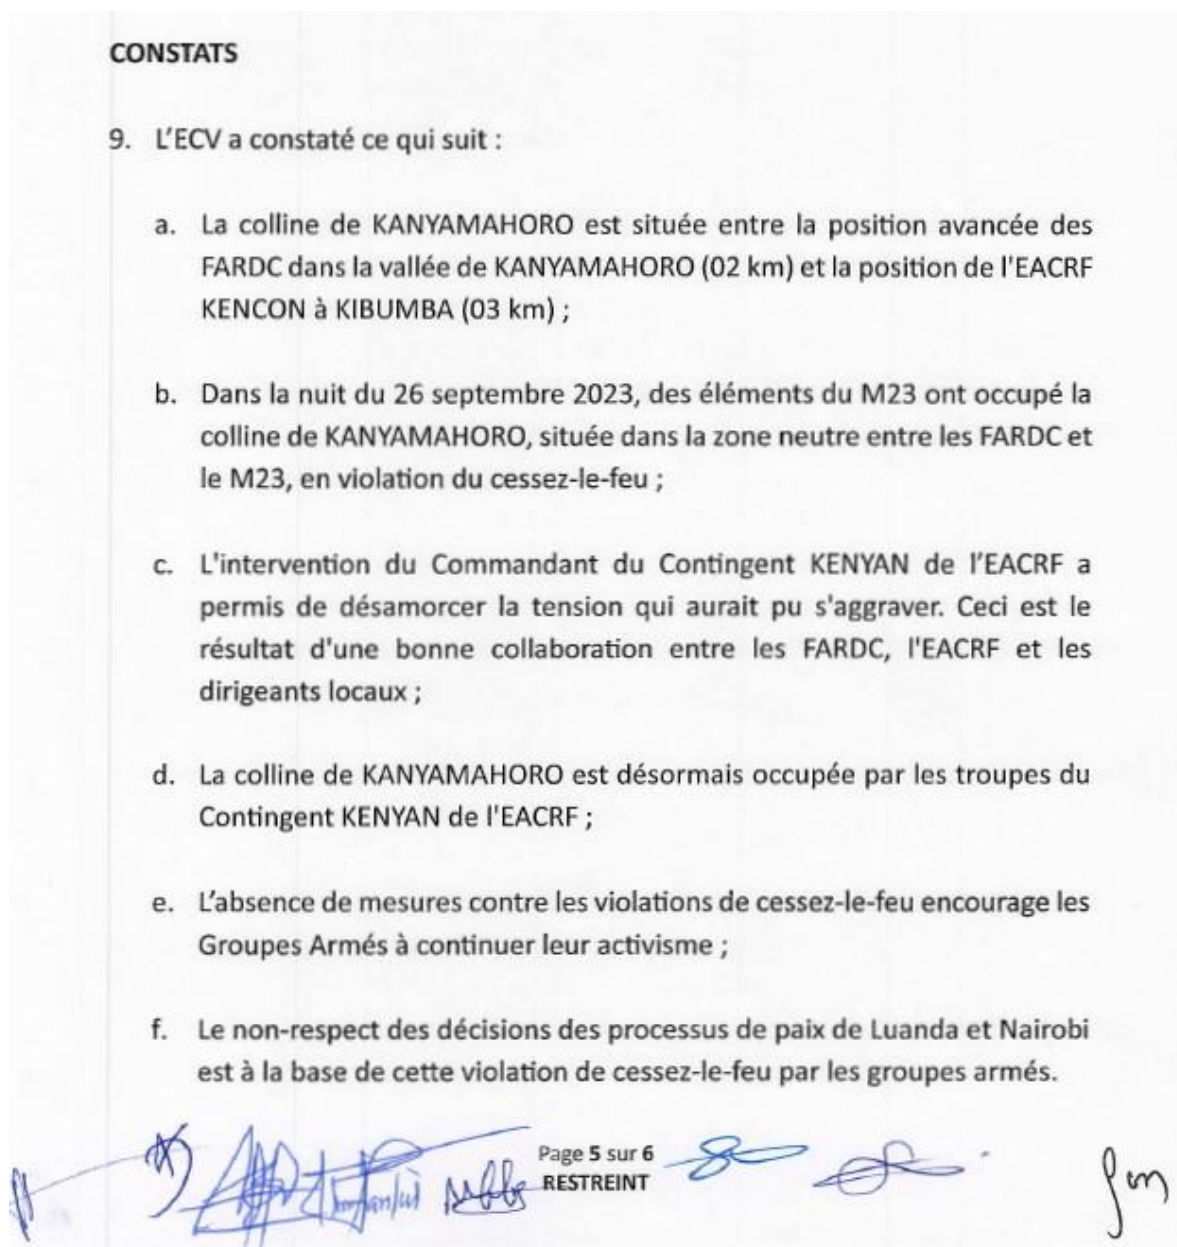 CONSTATS
9. L’ECV a constaté ce qui suit :
a. La colline de KANYAMAHORO est située entre la position avancée des
FARDC dans la vallée de KANYAMAHORO (02 km) et la position de l'EACRF
KENCON à KIBUMBA (03 km) ;
b. Dans la nuit du 26 septembre 2023, des éléments du M23 ont occupé la
colline de KANYAMAHORO, située dans la zone neutre entre les FARDC et
le M23, en violation du cessez-le-feu ;
c. L'intervention du Commandant du Contingent KENYAN de l’EACRF a
permis de désamorcer la tension qui aurait pu s'aggraver. Ceci est le
résultat d'une bonne collaboration entre les FARDC, l'EACRF et les
dirigeants locaux ;
d. La colline de KANYAMAHORO est désormais occupée par les troupes du
Contingent KENYAN de l'EACRF ;
e. L’absence de mesures contre les violations de cessez-le-feu encourage les
Groupes Armés à continuer leur activisme ;
f. Le non-respect des décisions des processus de paix de Luanda et Nairobi
est à la base de cette violation de cessez-le-feu par les groupes armés.
Page 5 sur 6
RESTREINT